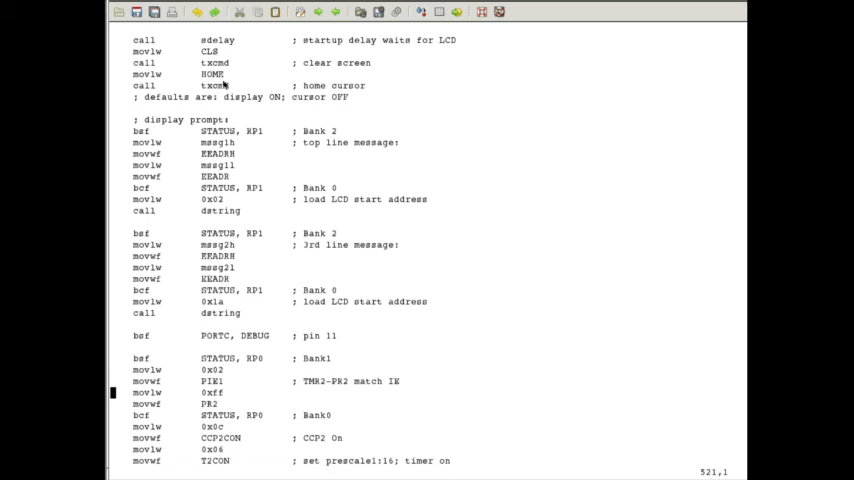 call sdelay ; startup delay waits for LCD
movlw CLS
call txcmd ; clear screen
movlw HOME
call txcmd ; home cursor
; defaults are: display ON; cursor OFF
; display prompt:
bsf STATUS, RP1 ; Bank 2
movlw mssg1h ; top line message:
movwf EEADRH
movlw mssg1l
movwf EEADR
bcf STATUS, RP1 ; Bank 0
movlw 0x02 ; load LCD start address
call dstring
bsf STATUS, RP1 ; Bank 2
movlw mssg2h ; 3rd line message:
movwf EEADRH
movlw mssg2l
movwf EEADR
bcf STATUS, RP1 ; Bank 0
movlw 0x1a ; load LCD start address
call dstring
bsf PORTC, DEBUG ; pin 11
bsf STATUS, RP0 ; Bank1
movlw 0x02
movwf PIE1 ; TMR2-PR2 match IE
movlw 0xff
movwf PR2
bcf STATUS, RP0 ; Bank0
movlw 0x0c
movwf CCP2CON ; CCP2 On
movlw 0x06
movwf T2CON ; set prescale1:16; timer on
521,1